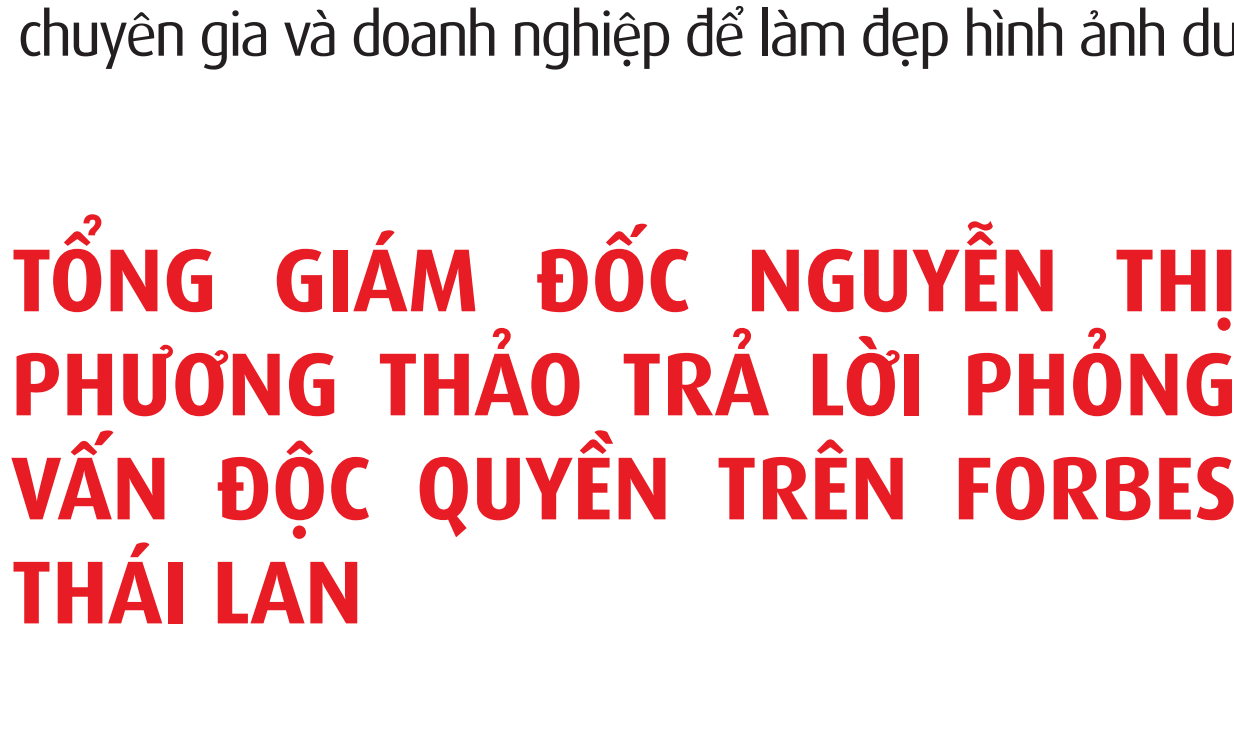 chuyên gia và doanh nghiệp để làm đẹp hình ảnh
TỔNG GIÁM ĐỐC NGUYỄN THỊ
PHƯƠNG THẢO TRẢ LỜI PHỎNG
VẤN ĐỘC QUYỀN TRÊN FORBES
THÁI LAN